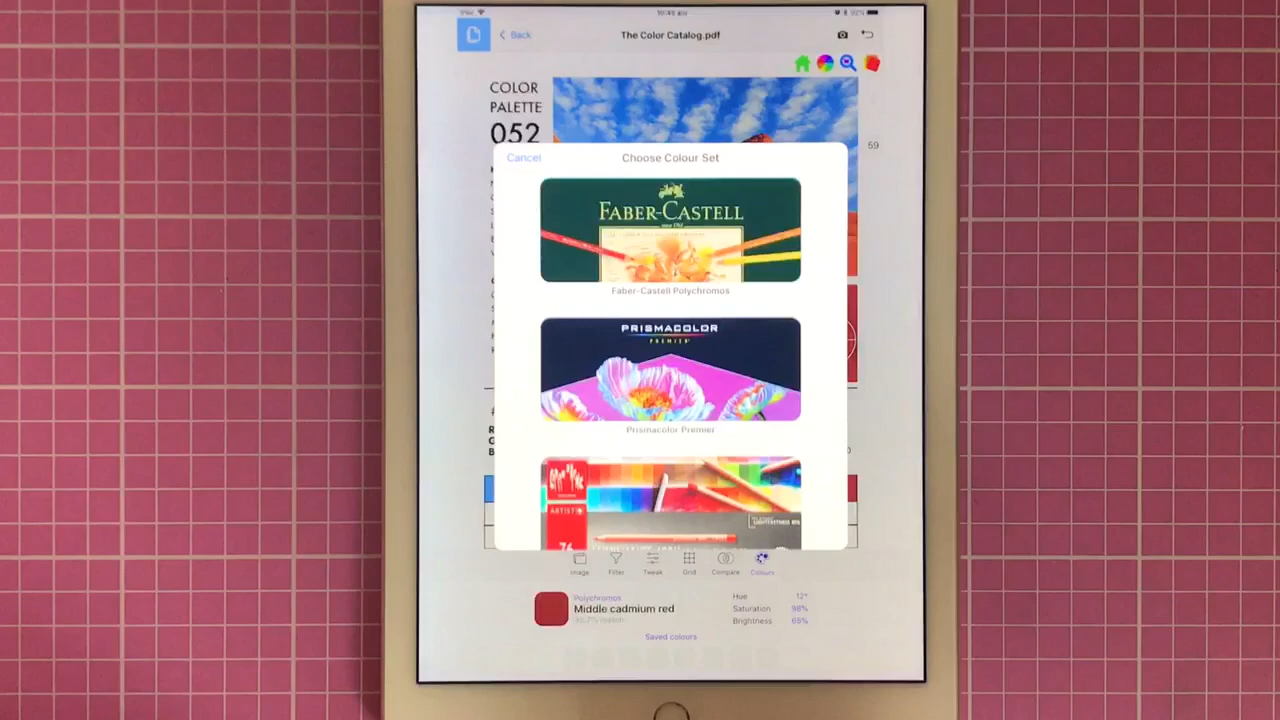 Back
The Color Catalog.pdf
COLOR
PALETTE
052
59
Cancel
Choose Colour Set
FABER-CASTELL
Faber-Castell Polychromos
PRISMACOLOR
PREMIER
Prismacolor Premier
ARTIST
76
Image
Filter
Tweak
Grid
Compare
Colours
Polychromos
Middle cadmium red
Hue 12°
Saturation 98%
Brightness 65%
Saved colours